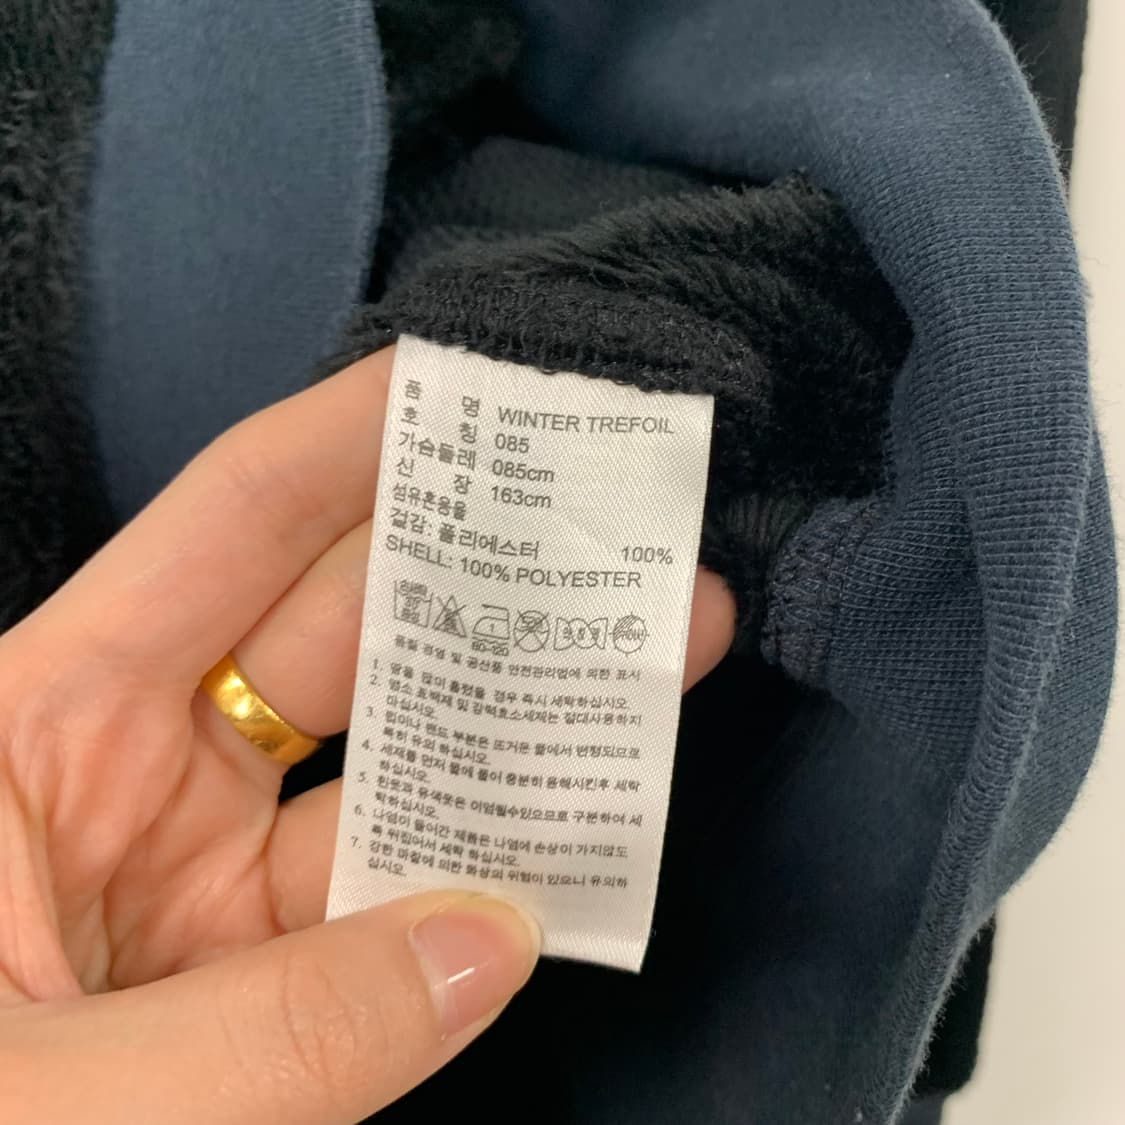 품 명 WINTER TREFOIL
호 칭 085
가슴둘레 085cm
신 장 163cm
섬유혼용율
겉감: 폴리에스터 100%
SHELL: 100% POLYESTER
80~120
품질 경영 및 공산품 안전관리법에 의한 표시
1. 땀을 많이 흘렸을 경우 즉시 세탁하십시오.
2. 염소 표백제 및 강력효소세제는 절대사용하지
마십시오.
3. 립이나 밴드 부분은 뜨거운 물에서 변형되므로
특히 유의 하십시오.
4. 세제를 먼저 물에 풀어 충분히 용해시킨후 세탁
하십시오.
5. 흰옷과 유색옷은 이염될수있으므로 구분하여 세
탁하십시오.
6. 나염이 들어간 제품은 나염에 손상이 가지않도
록 뒤집어서 세탁 하십시오.
7. 강한 마찰에 의한 화상의 위험이 있으니 유의하
십시오.